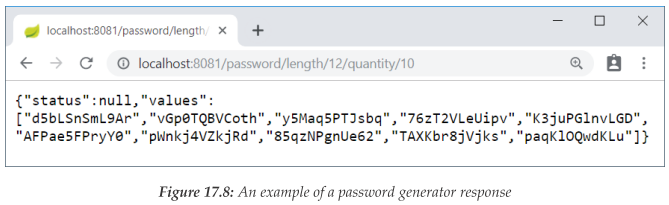 localhost:8081/password/length/
localhost:8081/password/length/12/quantity/10
{"status":null,"values":
["d5bLSnSmL9Ar","vGp0TQBVCoth","y5Maq5PTJsbq","76zT2VLeUipv","K3juPGlnvLGD",
"AFPae5FPryY0","pWnkj4VZkjRd","85qzNPgnUe62","TAXKbr8jVjks","paqKlOQwdKLu"]}
Figure 17.8: An example of a password generator response